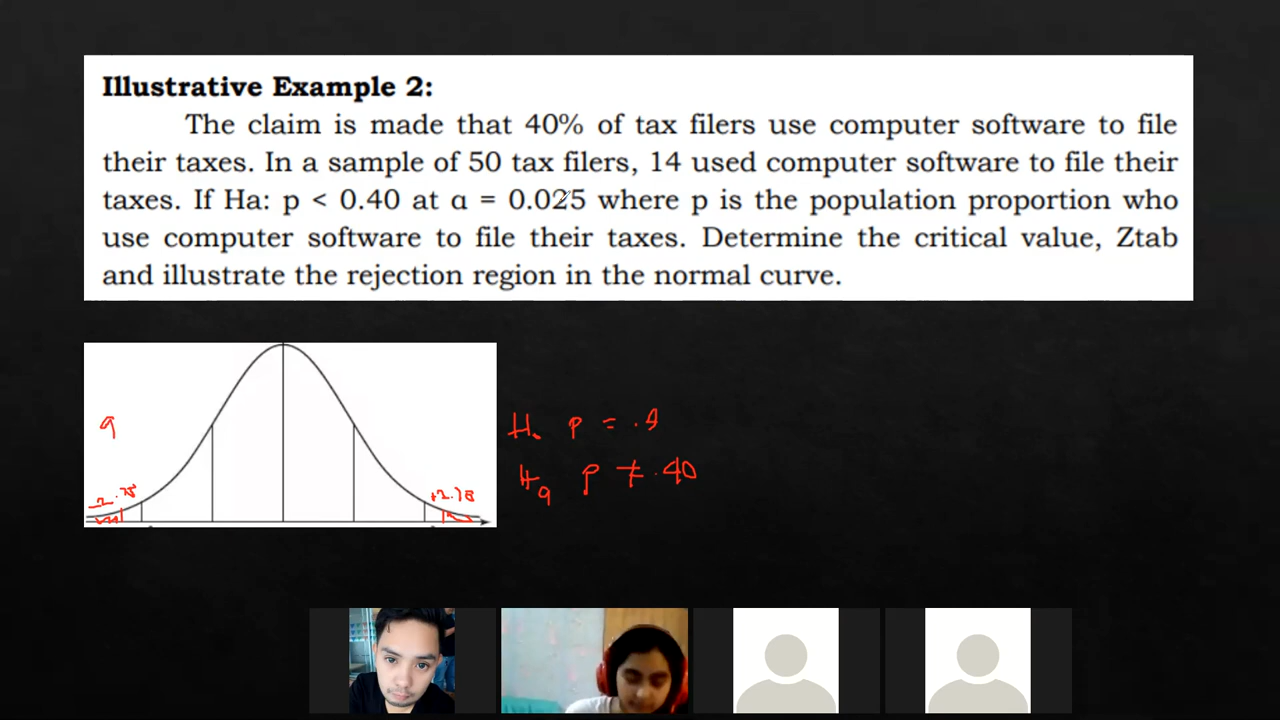 Illustrative Example 2:
The claim is made that 40% of tax filers use computer software to file
their taxes. In a sample of 50 tax filers, 14 used computer software to file their
taxes. If Ha: p < 0.40 at α = 0.025 where p is the population proportion who
use computer software to file their taxes. Determine the critical value, Ztab
and illustrate the rejection region in the normal curve.
H₀ p = .4
Ha p ≠ .40